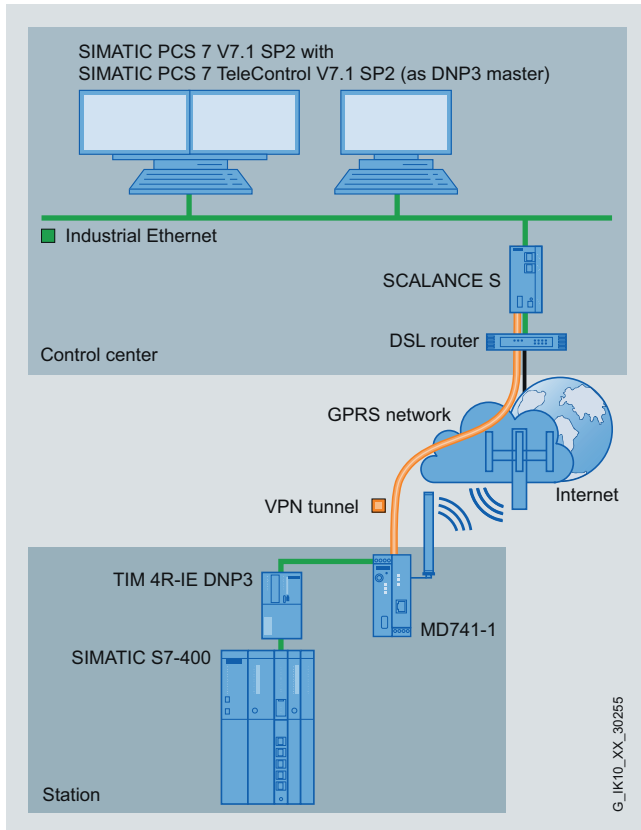 SIMATIC PCS 7 V7.1 SP2 with
SIMATIC PCS 7 TeleControl V7.1 SP2 (as DNP3 master)
Industrial Ethernet
SCALANCE S
DSL router
Control center
GPRS network
Internet
VPN tunnel
TIM 4R-IE DNP3
MD741-1
SIMATIC S7-400
Station
G_IK10_XX_30255